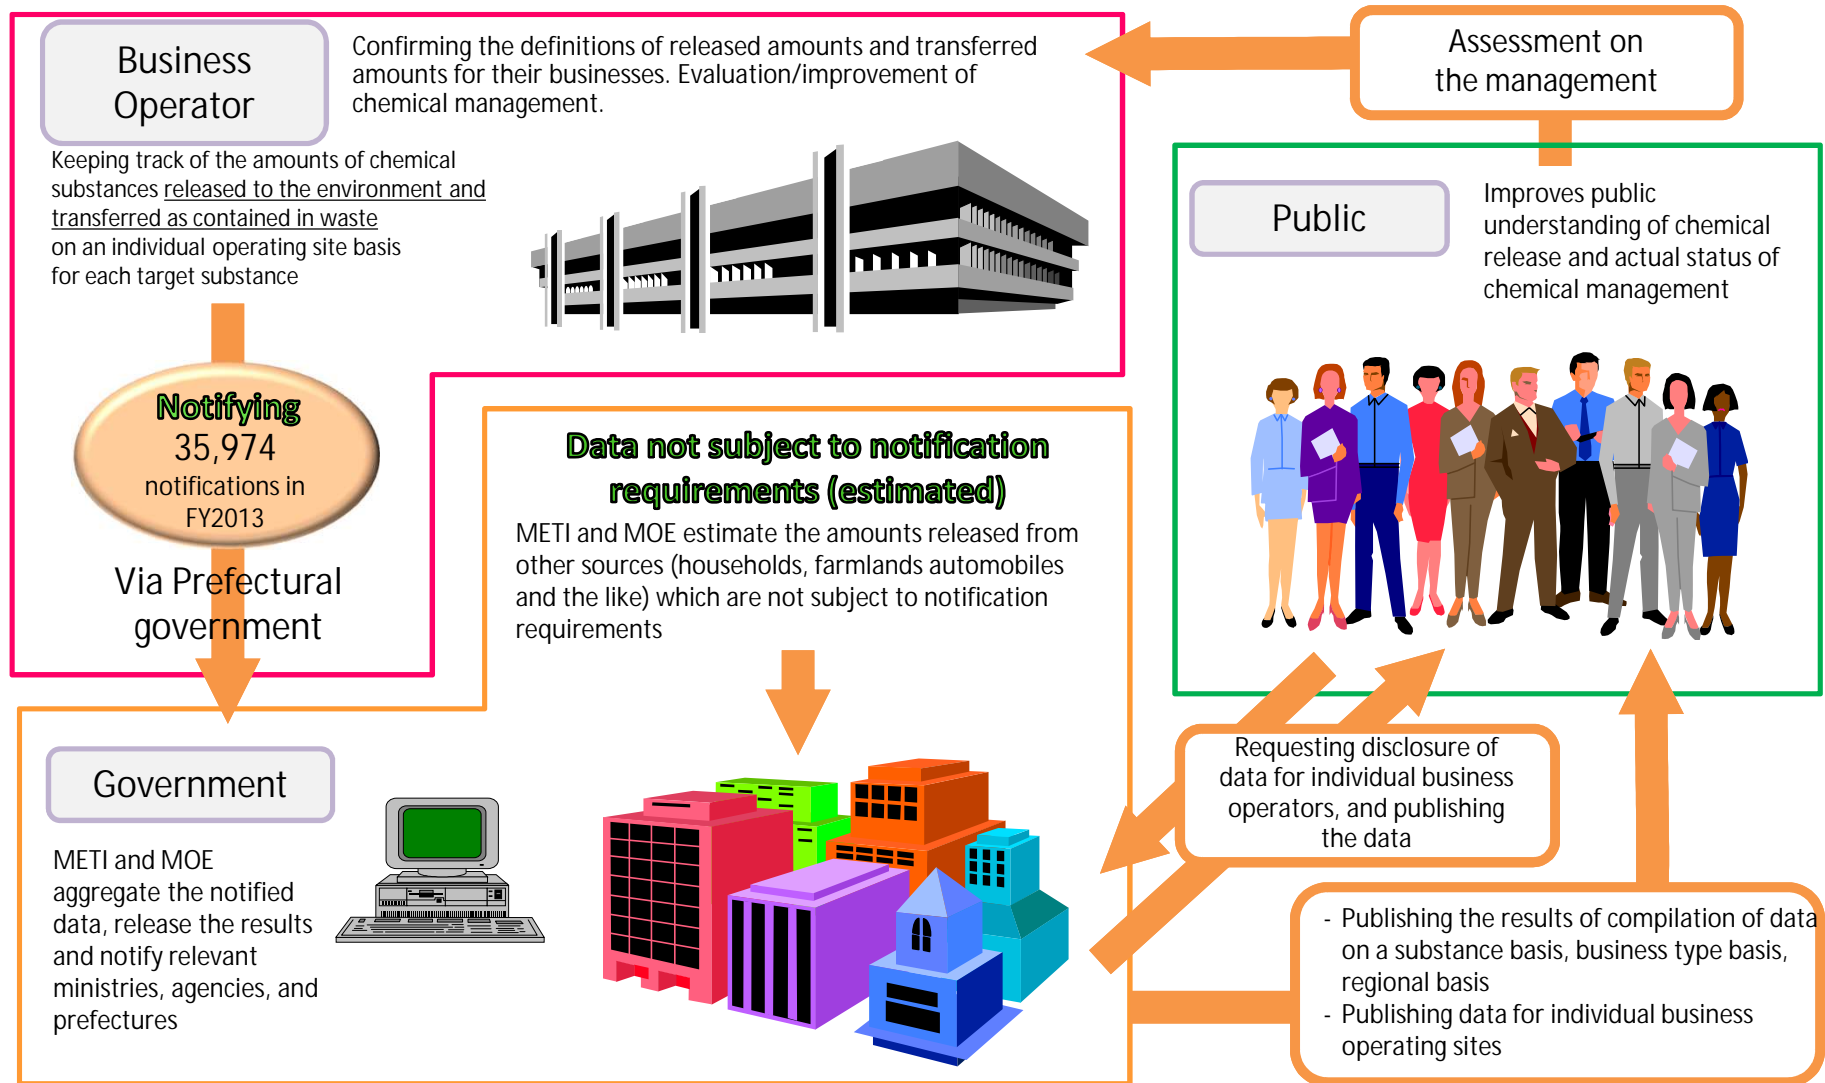 Business
Operator
Confirming the definitions of released amounts and transferred
amounts for their businesses. Evaluation/improvement of
chemical management.
Keeping track of the amounts of chemical
substances released to the environment and
transferred as contained in waste
on an individual operating site basis
for each target substance
Notifying
35,974
notifications in
FY2013
Via Prefectural
government
Assessment on
the management
Public
Improves public
understanding of chemical
release and actual status of
chemical management
Data not subject to notification
requirements (estimated)
METI and MOE estimate the amounts released from
other sources (households, farmlands automobiles
and the like) which are not subject to notification
requirements
Government
METI and MOE
aggregate the notified
data, release the results
and notify relevant
ministries, agencies, and
prefectures
Requesting disclosure of
data for individual business
operators, and publishing
the data
- Publishing the results of compilation of data
on a substance basis, business type basis,
regional basis
- Publishing data for individual business
operating sites